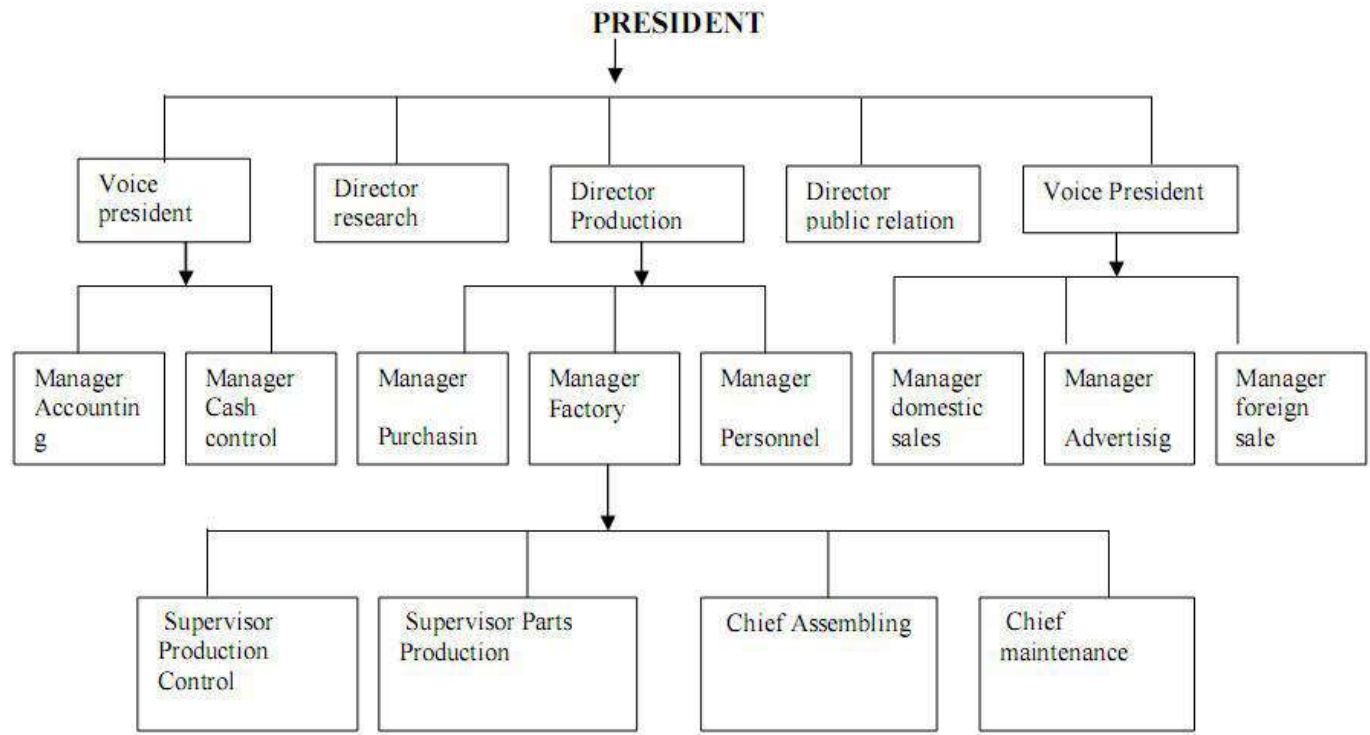 PRESIDENT
Voice
president
Director
research
Director
Production
Director
public relation
Voice President
Manager
Accountin
g
Manager
Cash
control
Manager
Purchasin
Manager
Factory
Manager
Personnel
Manager
domestic
sales
Manager
Advertisig
Manager
foreign
sale
Supervisor
Production
Control
Supervisor Parts
Production
Chief Assembling
Chief
maintenance